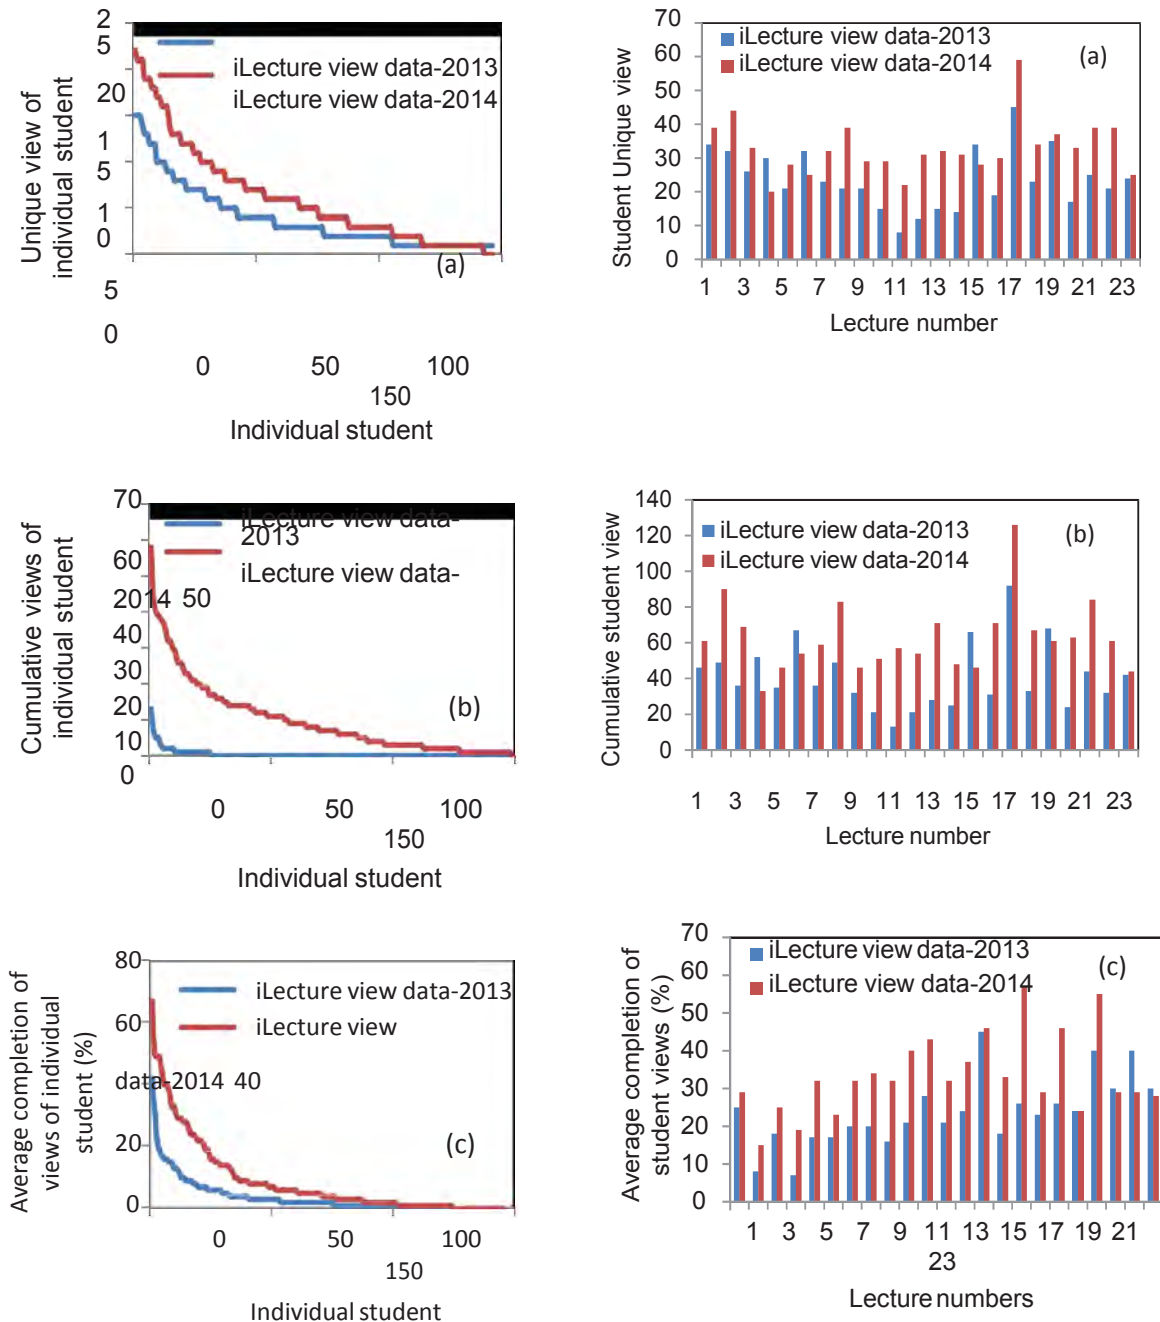 2
5
20
1
5
1
0
5
0
Unique view of
individual student
iLecture view data-2013
iLecture view data-2014
(a)
0 50 100
150
Individual student
70
60
50
40
30
20
10
0
Student Unique view
iLecture view data-2013
iLecture view data-2014
(a)
1 3 5 7 9 11 13 15 17 19 21 23
Lecture number
70
60
2014 50
40
30
20
10
0
Cumulative views of
individual student
iLecture view data-
2013
iLecture view data-
(b)
0 50 100
150
Individual student
140
120
100
80
60
40
20
0
Cumulative student view
iLecture view data-2013
iLecture view data-2014
(b)
1 3 5 7 9 11 13 15 17 19 21 23
Lecture number
80
60
data-2014 40
20
0
Average completion of
views of individual
student (%)
iLecture view data-2013
iLecture view
(c)
0 50 100
150
Individual student
70
60
50
40
30
20
10
0
Average completion of
student views (%)
iLecture view data-2013
iLecture view data-2014
(c)
1 3 5 7 9 11 13 15 17 19 21
23
Lecture numbers